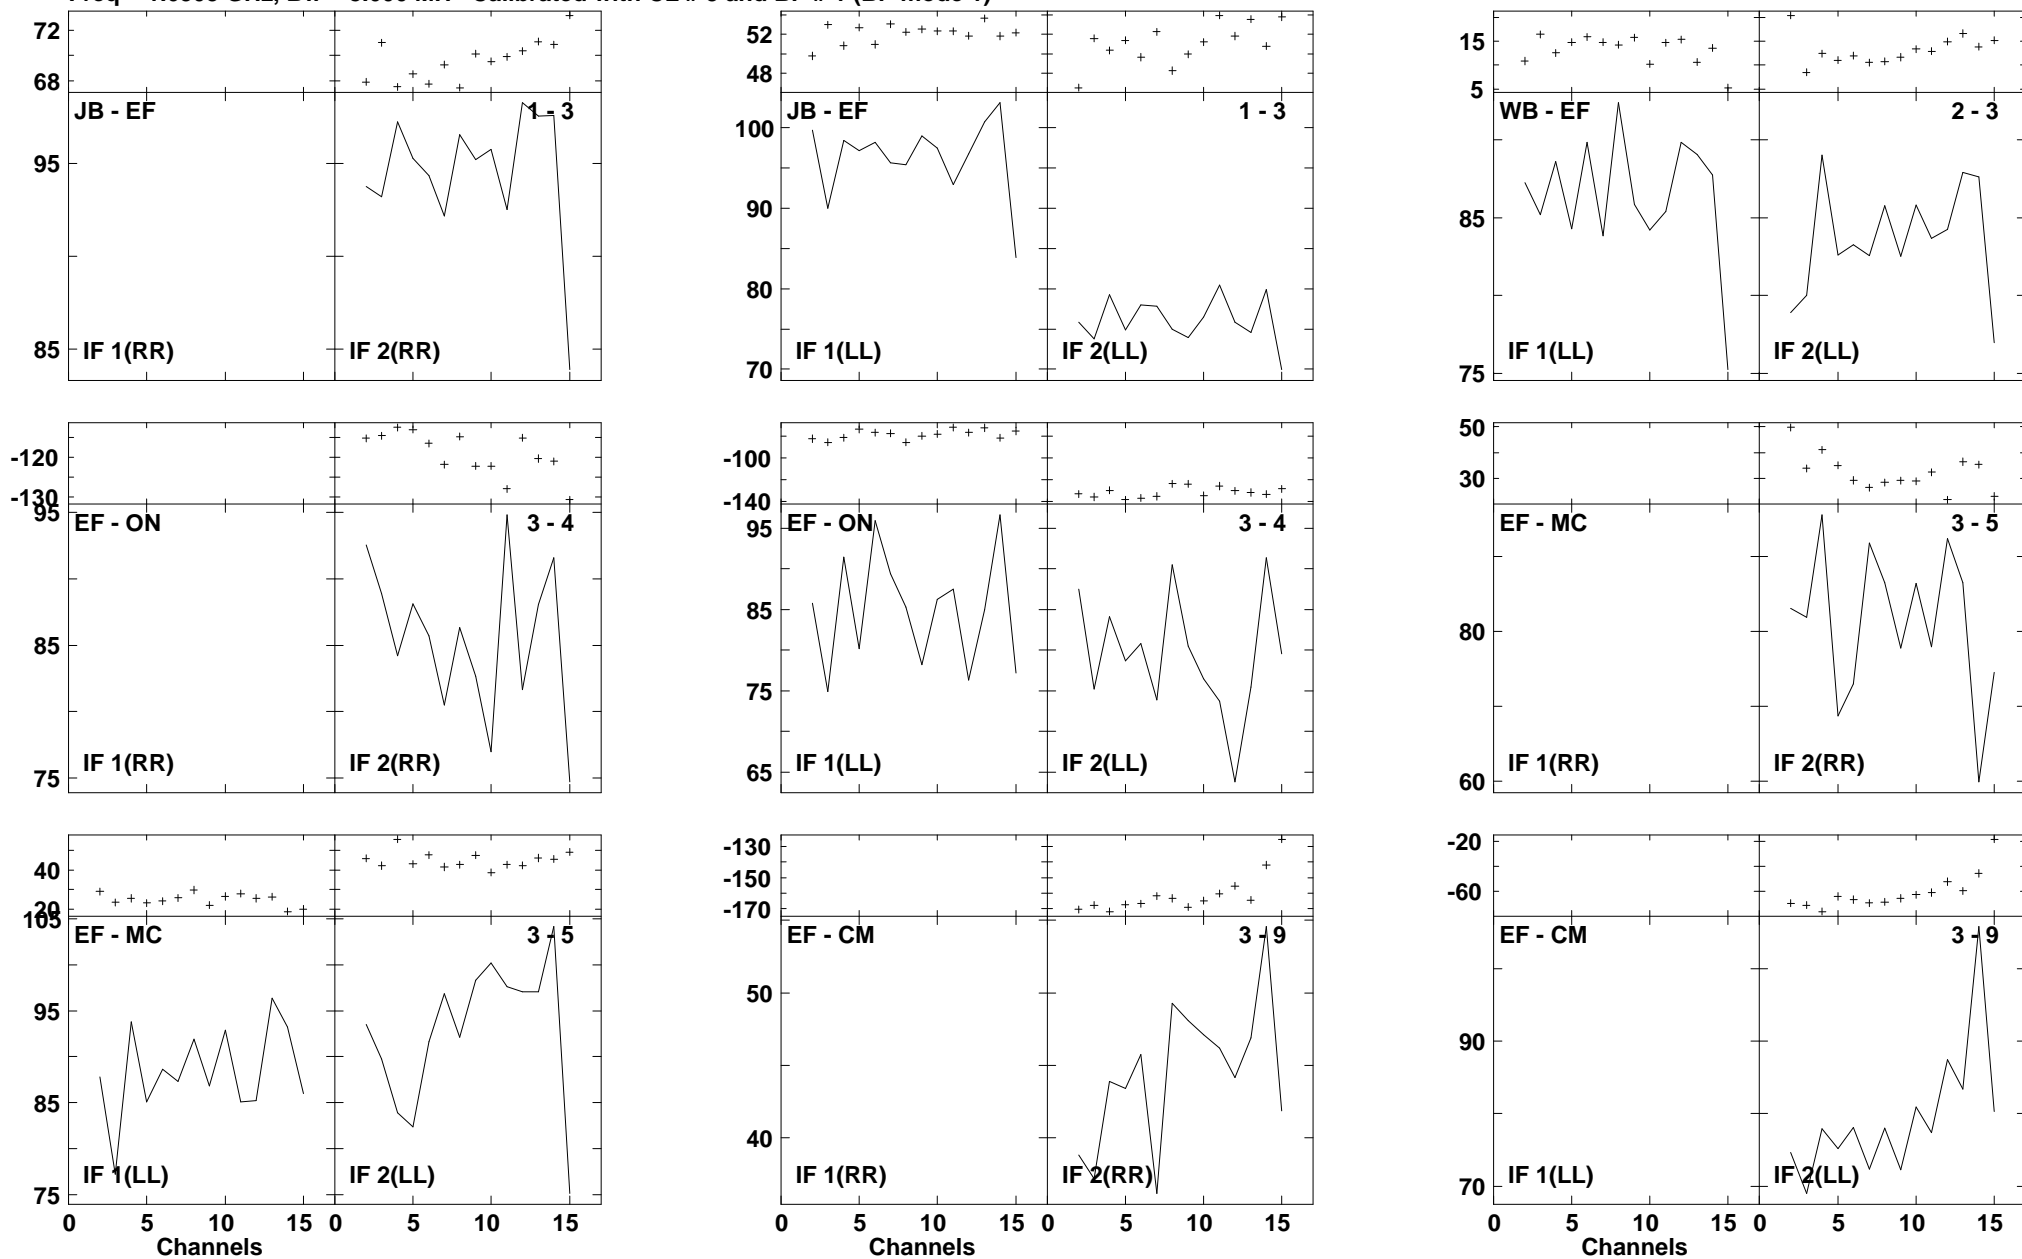 72
68
JB - EF
1 - 3
95
85
IF 1(RR)
IF 2(RR)
52
48
JB - EF
1 - 3
100
90
80
70
IF 1(LL)
IF 2(LL)
15
5
WB - EF
2 - 3
85
75
IF 1(LL)
IF 2(LL)
-120
-130
95
EF - ON
3 - 4
85
75
IF 1(RR)
IF 2(RR)
-100
-140
EF - ON
3 - 4
95
85
75
65
IF 1(LL)
IF 2(LL)
50
30
EF - MC
3 - 5
80
60
IF 1(RR)
IF 2(RR)
40
20
105
EF - MC
3 - 5
95
85
75
IF 1(LL)
IF 2(LL)
0 5 10 15 0 5 10 15
Channels
-130
-150
-170
EF - CM
3 - 9
50
40
IF 1(RR)
IF 2(RR)
0 5 10 15 0 5 10 15
Channels
-20
-60
EF - CM
3 - 9
90
70
IF 1(LL)
IF 2(LL)
0 5 10 15 0 5 10 15
Channels